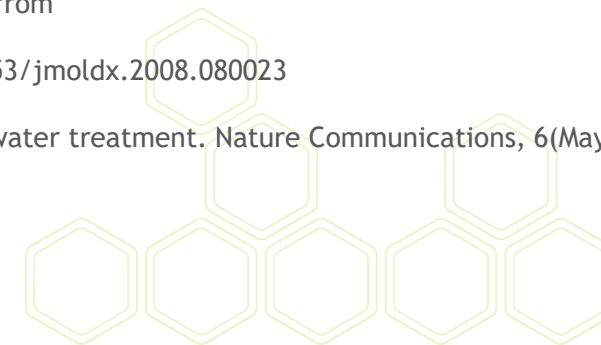 from
53/jmoldx.2008.080023
water treatment. Nature Communications, 6(May